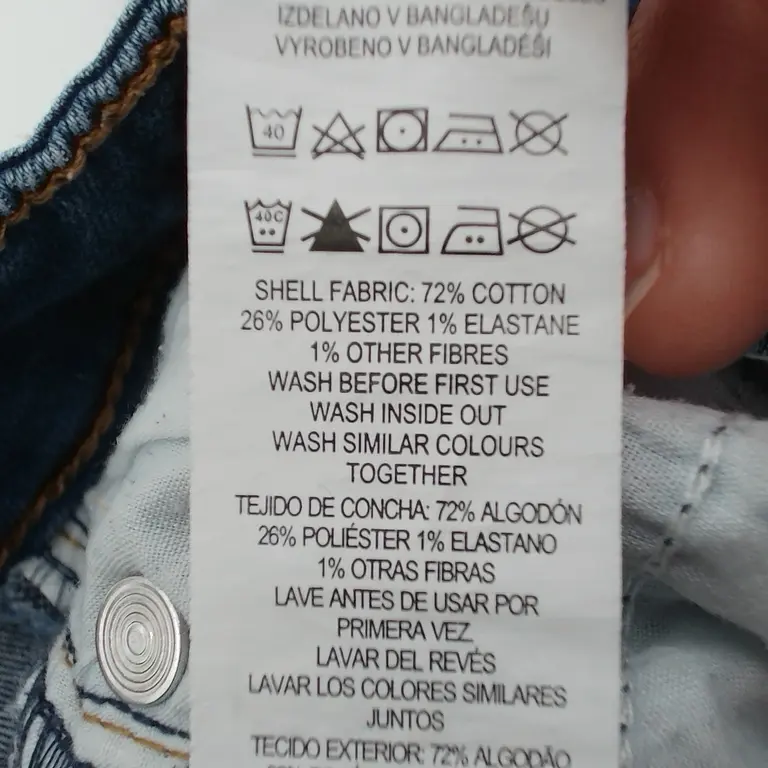 IZDELANO V BANGLADEŠU
VYROBENO V BANGLADÉŠI
40
40C
SHELL FABRIC: 72% COTTON
26% POLYESTER 1% ELASTANE
1% OTHER FIBRES
WASH BEFORE FIRST USE
WASH INSIDE OUT
WASH SIMILAR COLOURS
TOGETHER
TEJIDO DE CONCHA: 72% ALGODÓN
26% POLIÉSTER 1% ELASTANO
1% OTRAS FIBRAS
LAVE ANTES DE USAR POR
PRIMERA VEZ
LAVAR DEL REVÉS
LAVAR LOS COLORES SIMILARES
JUNTOS
TECIDO EXTERIOR: 72% ALGODÃO